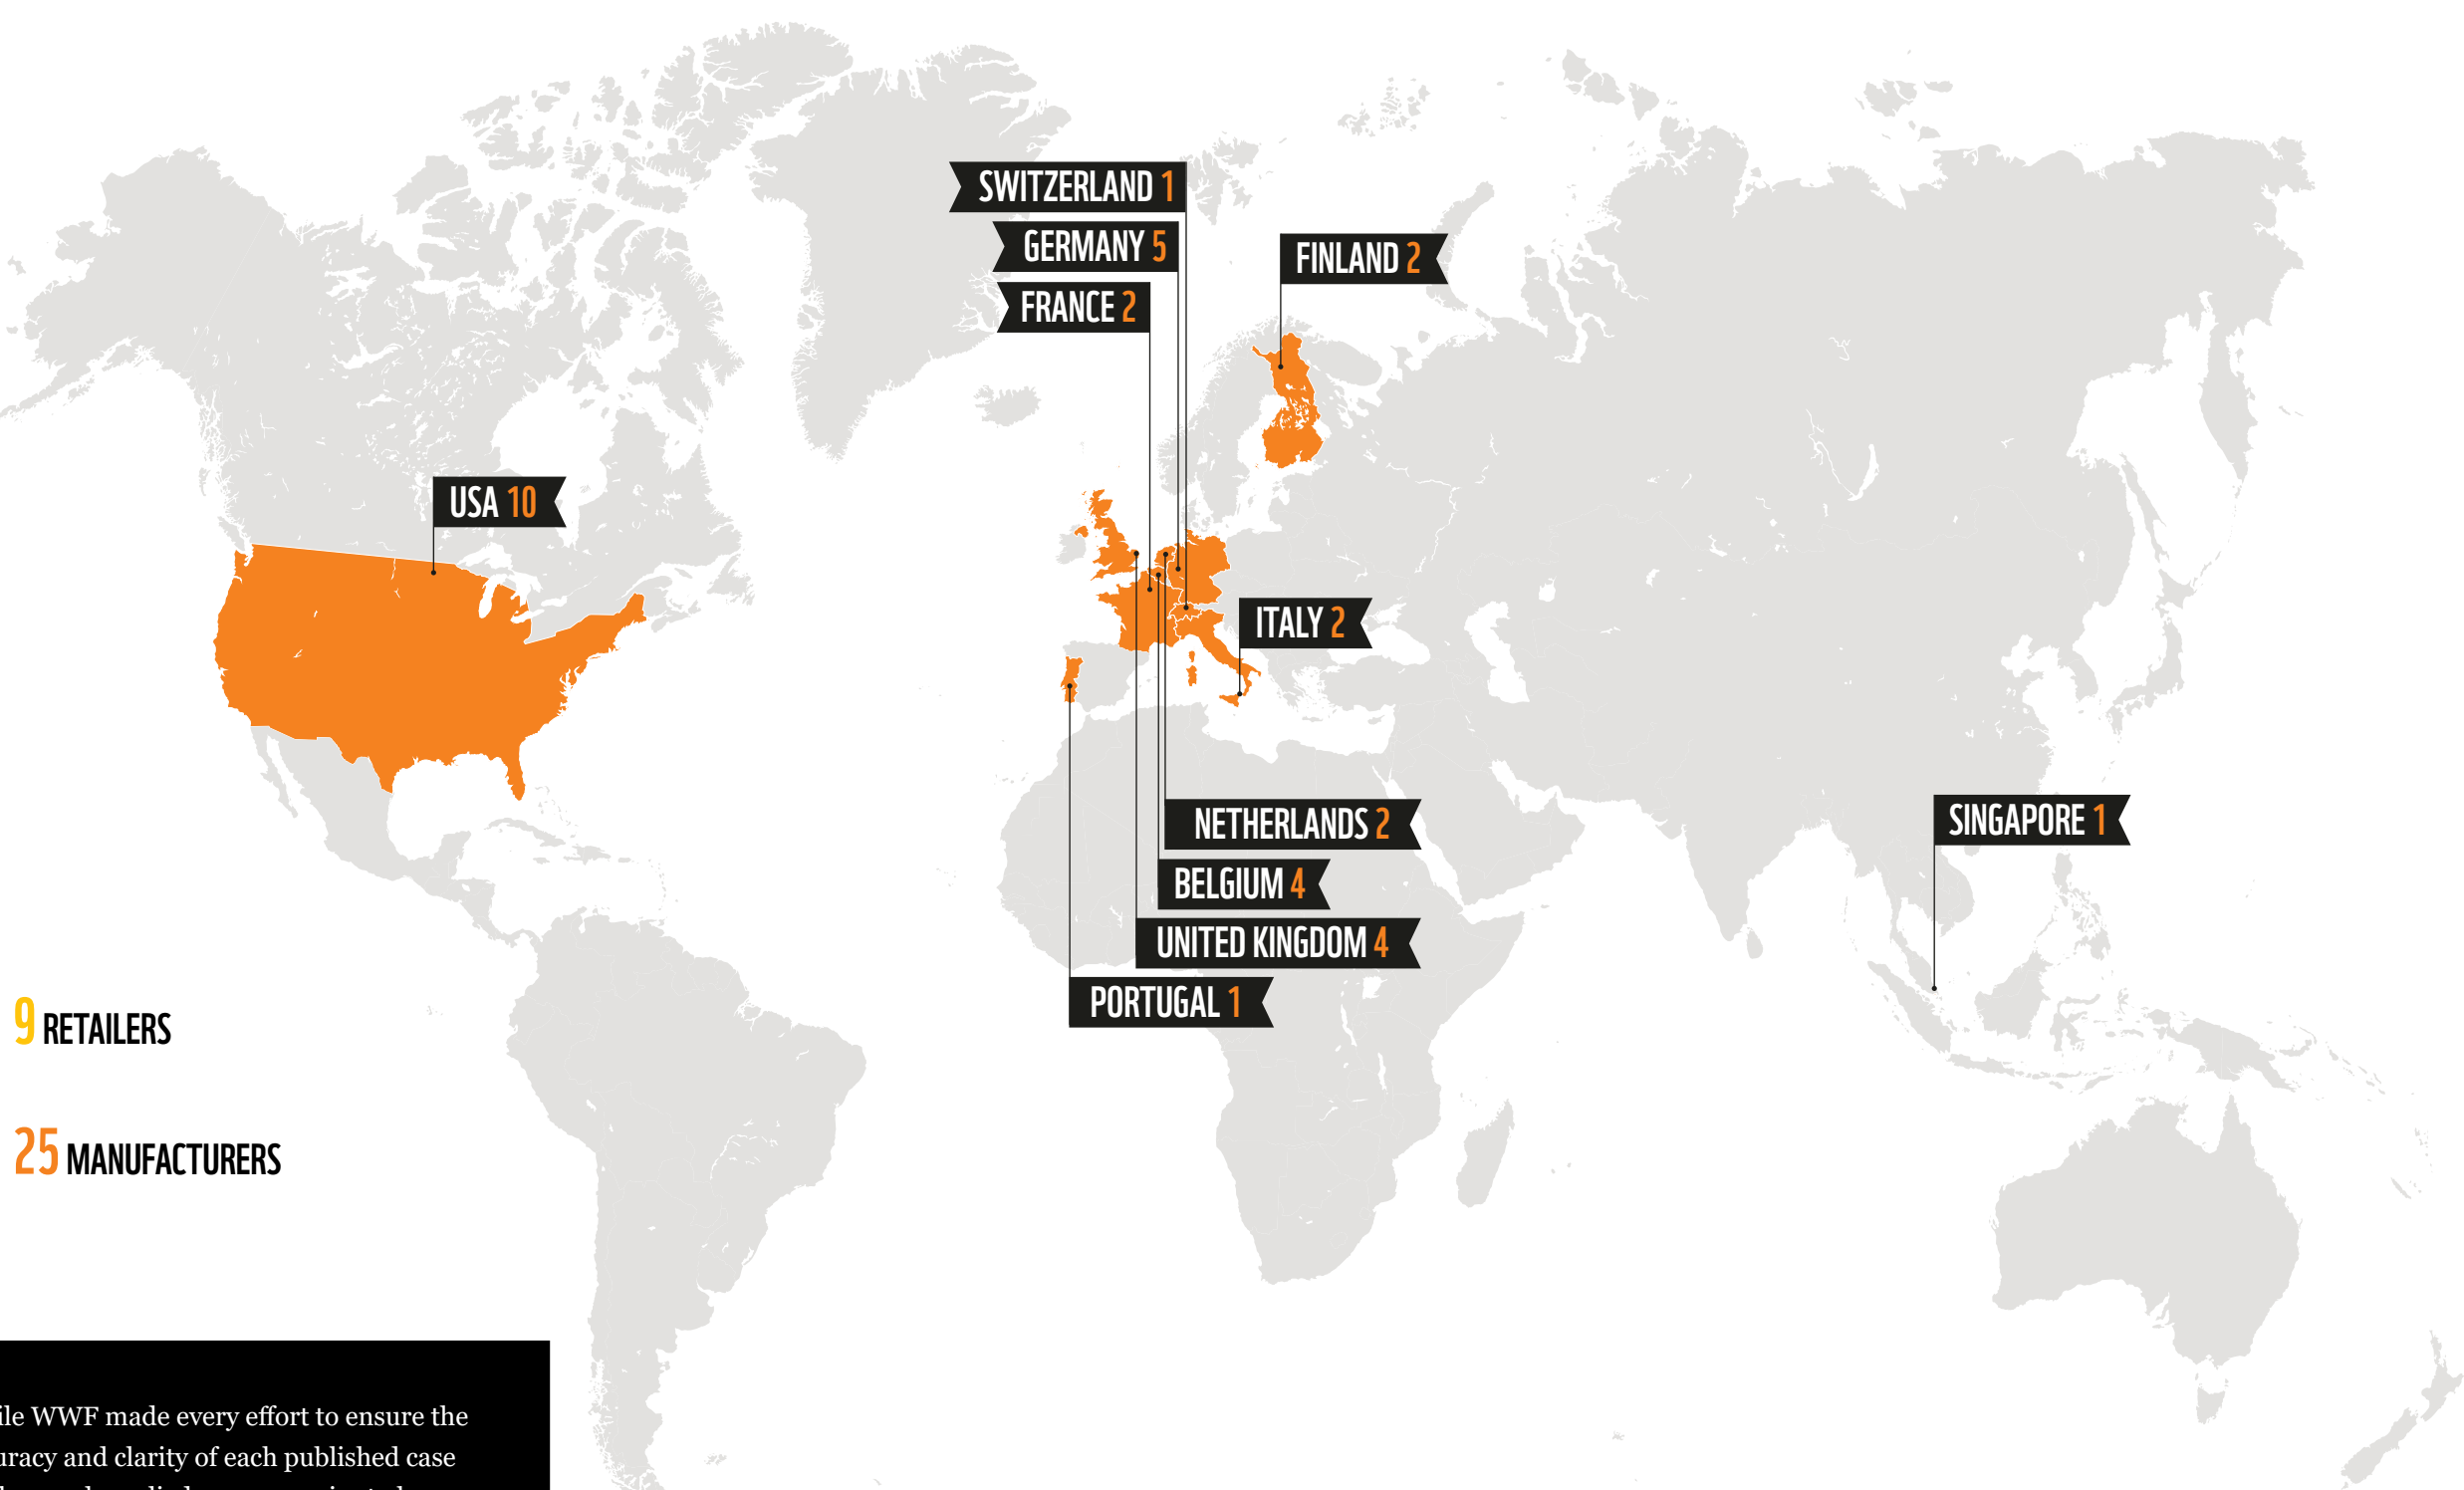 SWITZERLAND 1
GERMANY 5
FRANCE 2
FINLAND 2
USA 10
ITALY 2
NETHERLANDS 2
BELGIUM 4
UNITED KINGDOM 4
PORTUGAL 1
SINGAPORE 1
9 RETAILERS
25 MANUFACTURERS
WWF made every effort to ensure the
and clarity of each published case